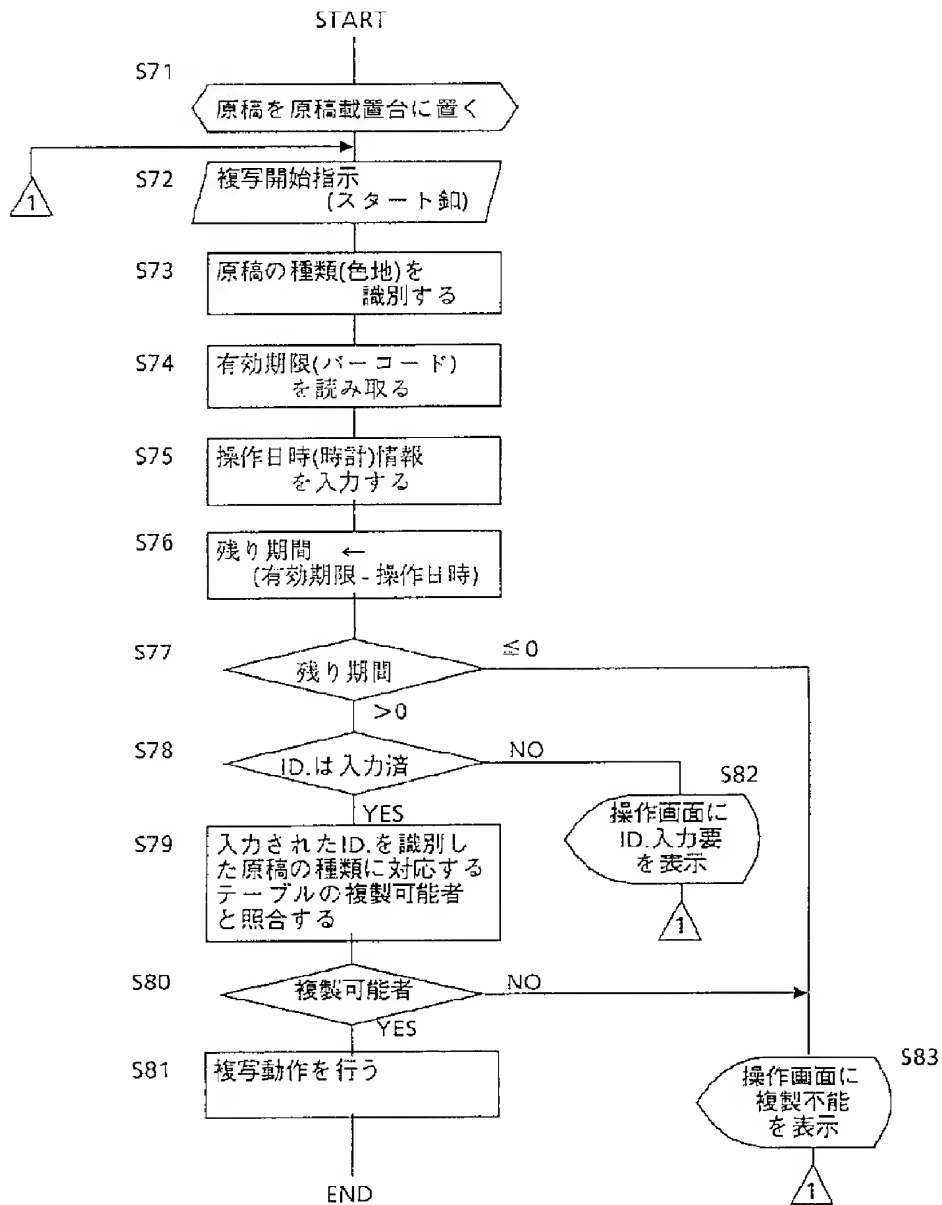 START
S71
原稿を原稿載置台に置く
1
S72
複写開始指示
(スタート釦)
S73
原稿の種類(色地)を
識別する
S74
有効期限(バーコード)
を読み取る
S75
操作日時(時計)情報
を入力する
S76
残り期間 ←
(有効期限 - 操作日時)
S77
残り期間
≦0
>0
S78
ID.は入力済
NO
YES
S82
操作画面に
ID.入力要
を表示
1
S79
入力されたID.を識別し
た原稿の種類に対応する
テーブルの複製可能者
と照合する
S80
複製可能者
NO
YES
S81
複写動作を行う
S83
操作画面に
複製不能
を表示
1
END